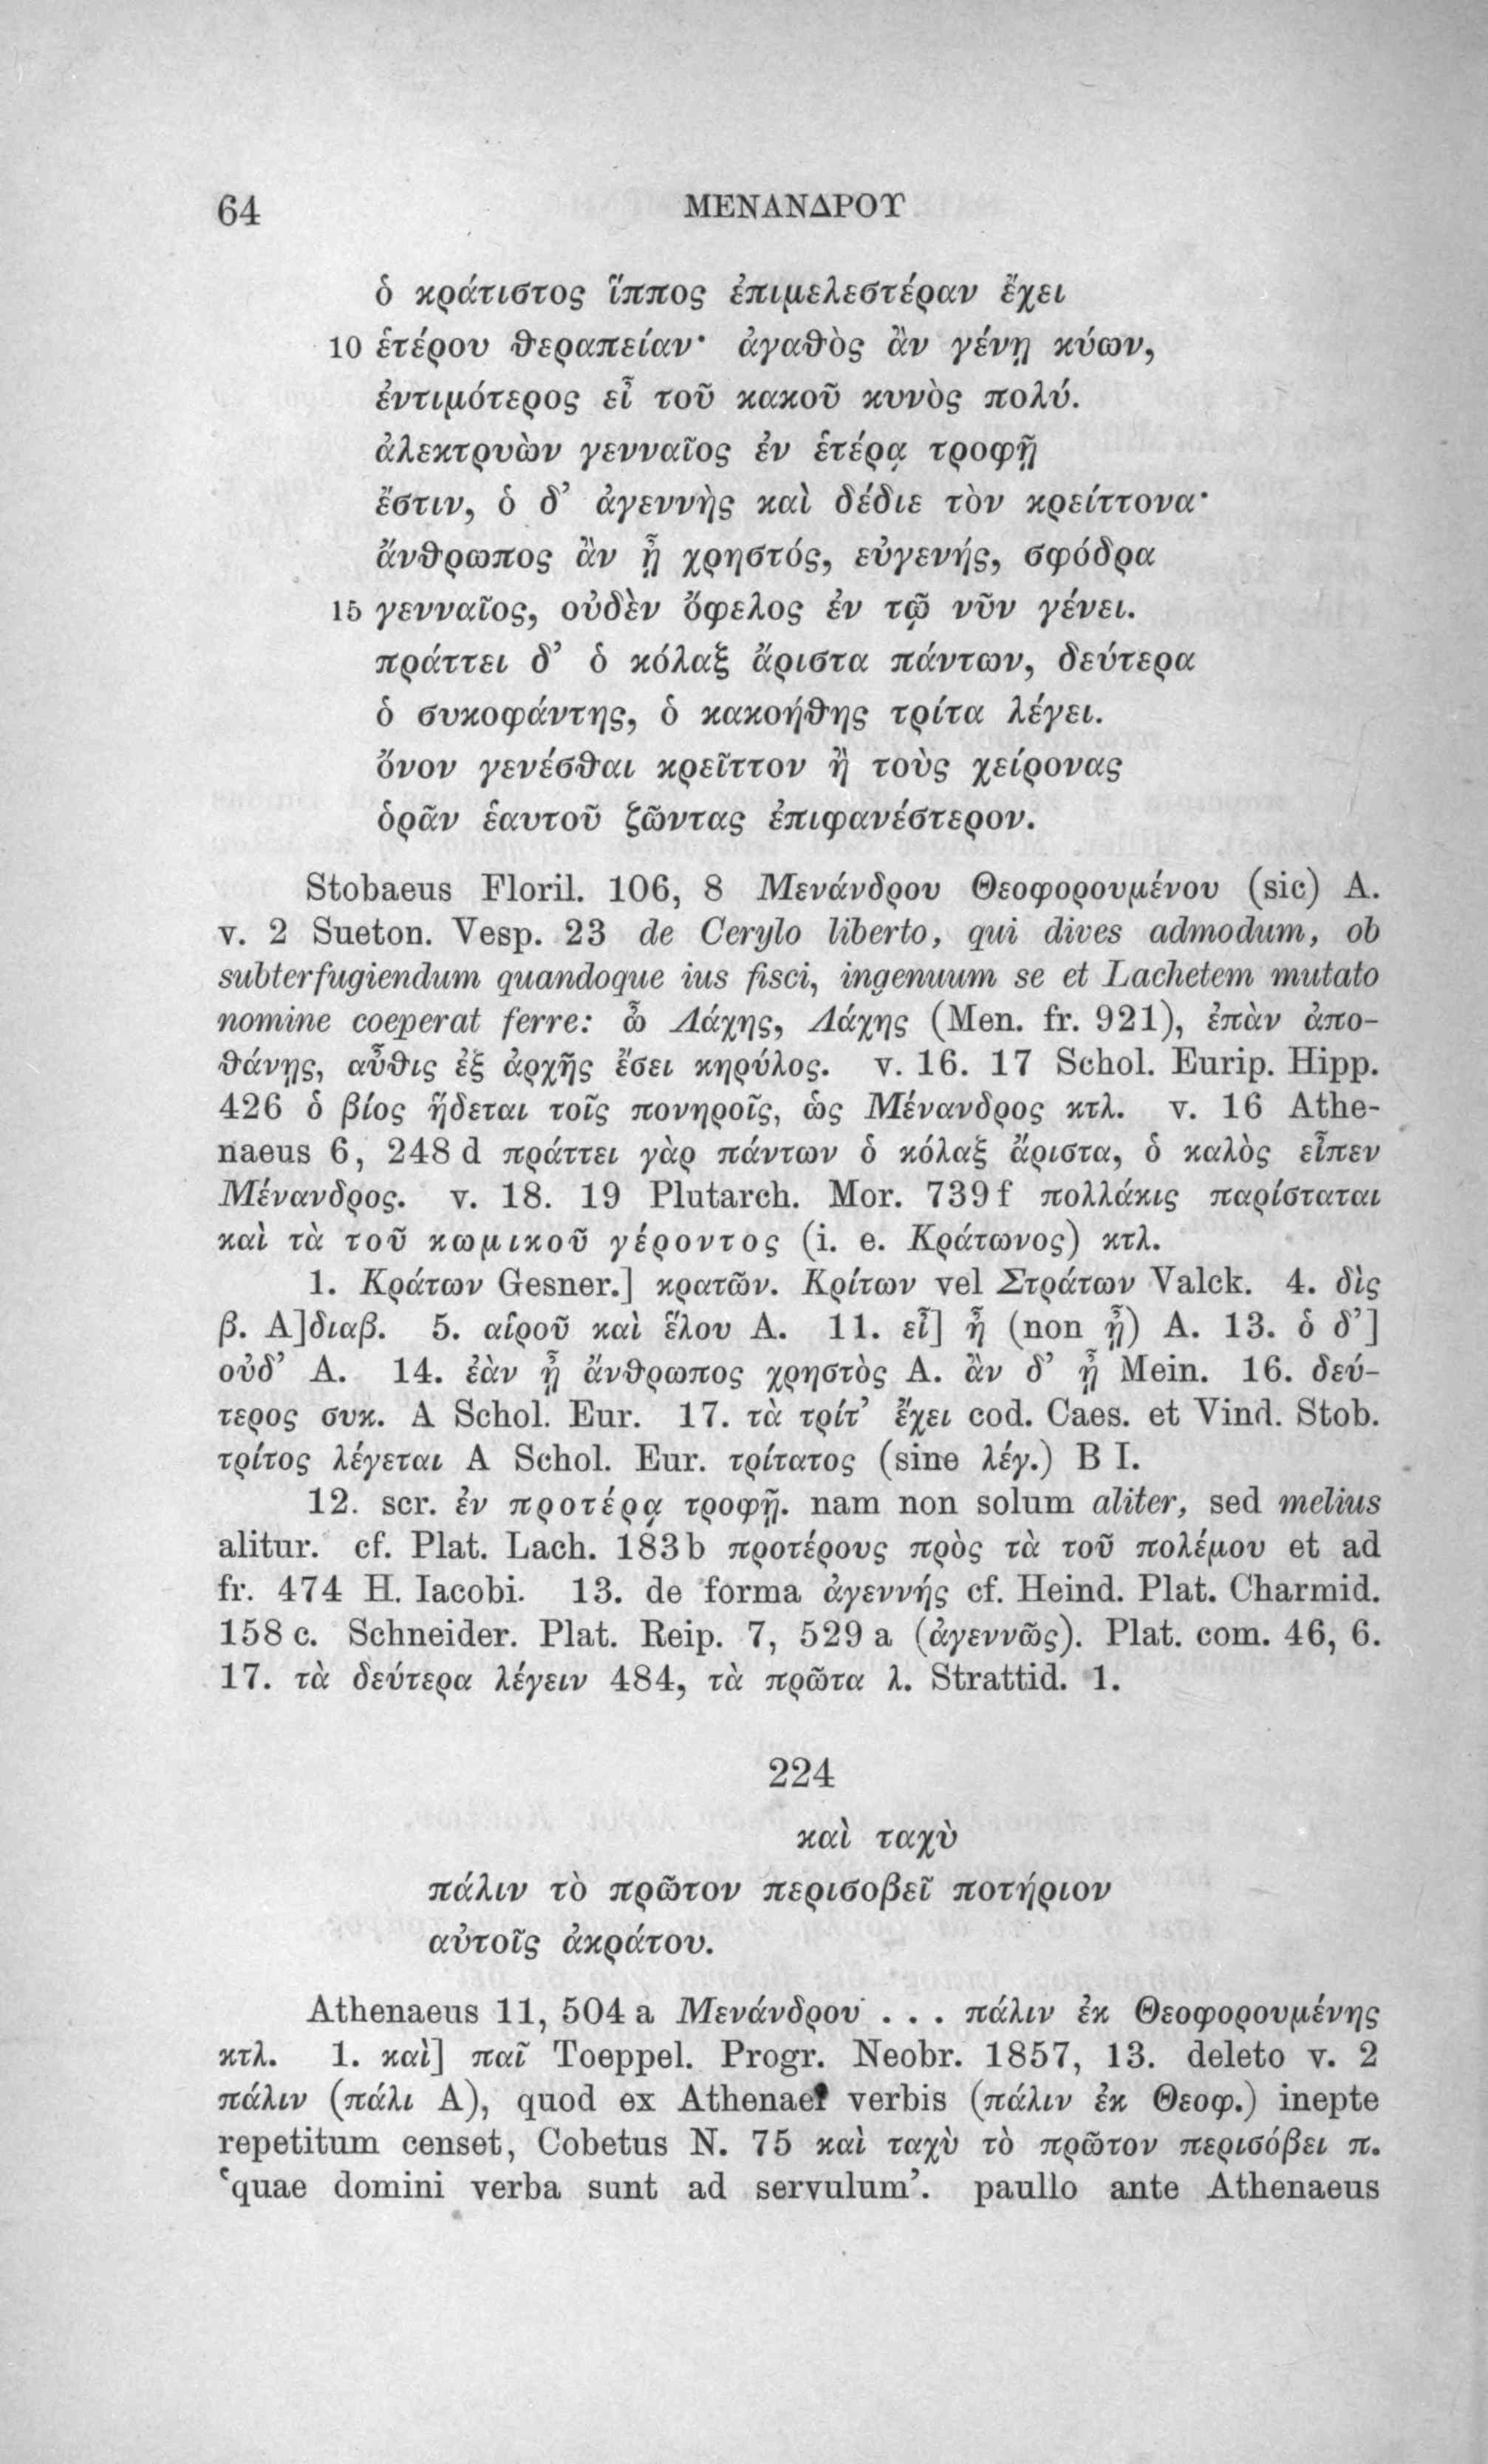 64 ΜΕΝΑΝΔΡΟΥ
ὁ κράτιστος ἵππος ἐπιμελεστέραν ἔχει
10 ἑτέρου θεραπείαν· ἀγαθὸς ἂν γένῃ κύων,
ἐντιμότερος εἶ τοῦ κακοῦ κυνὸς πολύ.
ἀλεκτρυὼν γενναῖος ἐν ἑτέρᾳ τροφῇ
ἔστιν, ὁ δ’ ἀγεννὴς καὶ δέδιε τὸν κρείττονα·
ἄνθρωπος ἂν ᾖ χρηστός, εὐγενής, σφόδρα
15 γενναῖος, οὐδὲν ὄφελος ἐν τῷ νῦν γένει.
πράττει δ’ ὁ κόλαξ ἄριστα πάντων, δεύτερα
ὁ συκοφάντης, ὁ κακοήθης τρίτα λέγει.
ὄνον γενέσθαι κρεῖττον ἢ τοὺς χείρονας
ὁρᾶν ἑαυτοῦ ζῶντας ἐπιφανέστερον.
Stobaeus Floril. 106, 8 Μενάνδρου Θεοφορουμένου (sic) A.
v. 2 Sueton. Vesp. 23 de Cerylo liberto, qui dives admodum, ob
subterfugiendum quandoque ius fisci, ingenuum se et Lachetem mutato
nomine coeperat ferre: ὦ Λάχης, Λάχης (Men. fr. 921), ἐπὰν ἀπο-
θάνῃς, αὖθις ἐξ ἀρχῆς ἔσει κηρύλος. v. 16. 17 Schol. Eurip. Hipp.
426 ὁ βίος ἥδεται τοῖς πονηροῖς, ὡς Μένανδρος κτλ. v. 16 Athe-
naeus 6, 248 d πράττει γὰρ πάντων ὁ κόλαξ ἄριστα, ὁ καλὸς εἶπεν
Μένανδρος. v. 18. 19 Plutarch. Mor. 739 f πολλάκις παρίσταται
καὶ τὰ τοῦ κωμικοῦ γέροντος (i. e. Κράτωνος) κτλ.
1. Κράτων Gesner.] κρατῶν. Κρίτων vel Στράτων Valck. 4. δὶς
β. A]διαβ. 5. αἱροῦ καὶ ἕλου A. 11. εἶ] ἦ (non ᾖ) A. 13. ὁ δ’]
οὐδ’ A. 14. ἐὰν ᾖ ἄνθρωπος χρηστὸς A. ἂν δ’ ᾖ Mein. 16. δεύ-
τερος συκ. A Schol. Eur. 17. τὰ τρίτ’ ἔχει cod. Caes. et Vind. Stob.
τρίτος λέγεται A Schol. Eur. τρίτατος (sine λέγ.) B I.
12. scr. ἐν προτέρᾳ τροφῇ. nam non solum aliter, sed melius
alitur. cf. Plat. Lach. 183 b προτέρους πρὸς τὰ τοῦ πολέμου et ad
fr. 474 H. Iacobi. 13. de forma ἀγεννής cf. Heind. Plat. Charmid.
158 c. Schneider. Plat. Reip. 7, 529 a (ἀγεννῶς). Plat. com. 46, 6.
17. τὰ δεύτερα λέγειν 484, τὰ πρῶτα λ. Strattid. 1.
224
καὶ ταχὺ
πάλιν τὸ πρῶτον περισοβεῖ ποτήριον
αὐτοῖς ἀκράτου.
Athenaeus 11, 504 a Μενάνδρου . . . πάλιν ἐκ Θεοφορουμένης
κτλ. 1. καὶ] παῖ Toeppel. Progr. Neobr. 1857, 13. deleto v. 2
πάλιν (πάλι A), quod ex Athenaei verbis (πάλιν ἐκ Θεοφ.) inepte
repetitum censet, Cobetus N. 75 καὶ ταχὺ τὸ πρῶτον περισόβει π.
‘quae domini verba sunt ad servulum’. paullo ante Athenaeus